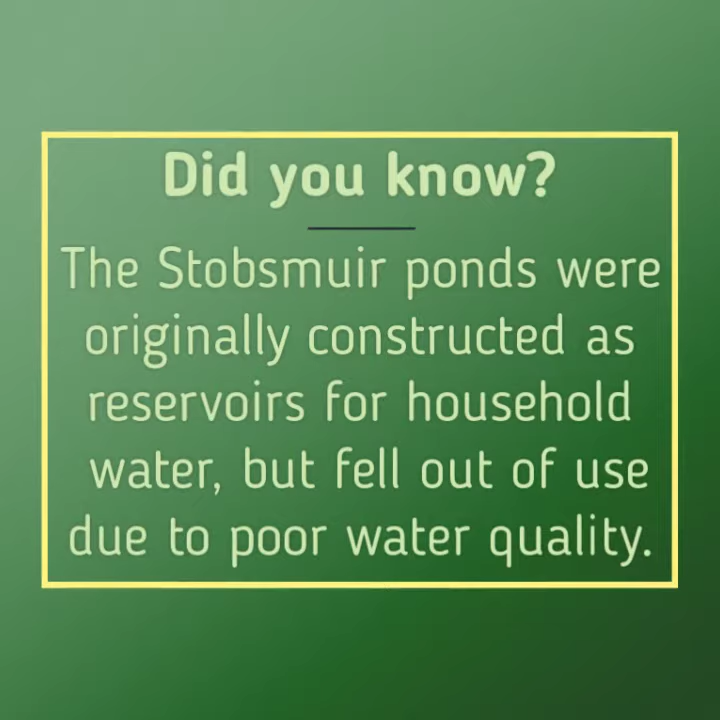 Did you know?
The Stobsmuir ponds were
originally constructed as
reservoirs for household
water, but fell out of use
due to poor water quality.